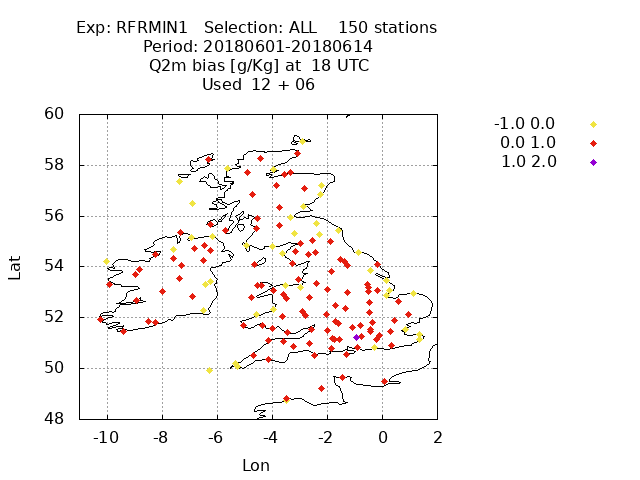 Exp: RFRMIN1 Selection: ALL 150 stations
Period: 20180601-20180614
Q2m bias [g/Kg] at 18 UTC
Used 12 + 06
-1.0 0.0
0.0 1.0
1.0 2.0
60
58
56
54
52
50
48
Lat
-10 -8 -6 -4 -2 0 2
Lon